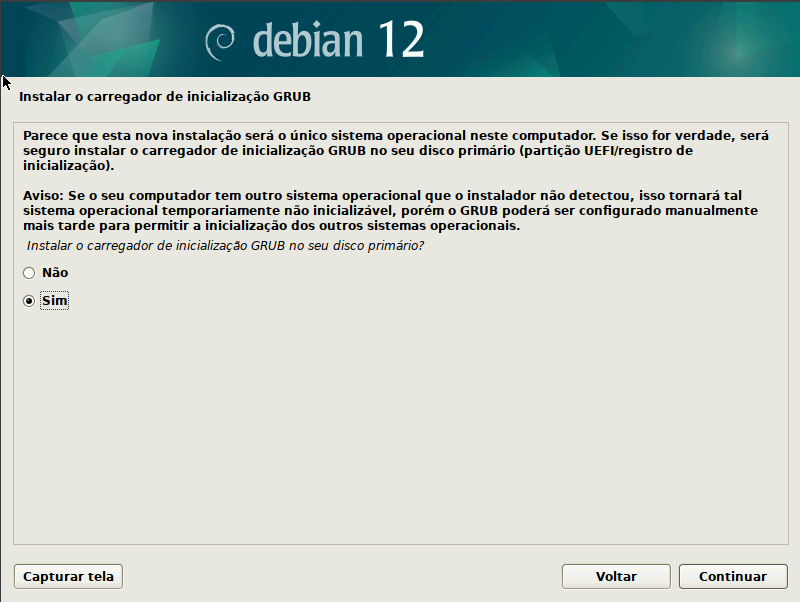 debian 12
Instalar o carregador de inicialização GRUB
Parece que esta nova instalação será o único sistema operacional neste computador. Se isso for verdade, será
seguro instalar o carregador de inicialização GRUB no seu disco primário (partição UEFI/registro de
inicialização).
Aviso: Se o seu computador tem outro sistema operacional que o instalador não detectou, isso tornará tal
sistema operacional temporariamente não inicializável, porém o GRUB poderá ser configurado manualmente
mais tarde para permitir a inicialização dos outros sistemas operacionais.
Instalar o carregador de inicialização GRUB no seu disco primário?
Não
Sim
Capturar tela
Voltar
Continuar